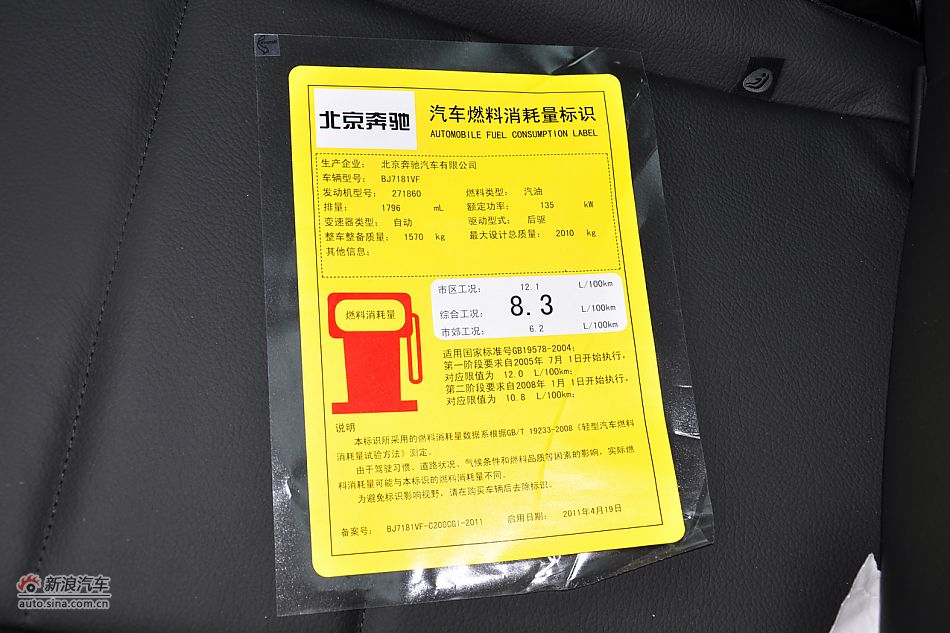 北京奔驰
汽车燃料消耗量标识
AUTOMOBILE FUEL CONSUMPTION LABEL
生产企业: 北京奔驰汽车有限公司
车辆型号: BJ7181VF
发动机型号: 271860 燃料类型: 汽油
排量: 1796 mL 额定功率: 135 kW
变速器类型: 自动 驱动型式: 后驱
整车整备质量: 1570 kg 最大设计总质量: 2010 kg
其他信息:
燃料消耗量
市区工况: 12.1 L/100km
综合工况: 8.3 L/100km
市郊工况: 6.2 L/100km
适用国家标准号GB19578-2004;
第一阶段要求自2005年 7月 1日开始执行,
对应限值为 12.0 L/100km;
第二阶段要求自2008年 1月 1日开始执行,
对应限值为 10.8 L/100km;
说明
本标识所采用的燃料消耗量数据系根据GB/T 19233-2008《轻型汽车燃料
消耗量试验方法》测定。
由于驾驶习惯、道路状况、气候条件和燃料品质等因素的影响,实际燃
料消耗量可能与本标识的燃料消耗量不同。
为避免标识影响视野,请在购买车辆后去除标识。
备案号: BJ7181VF-C200CGI-2011 启用日期: 2011年4月19日
新浪汽车
auto.sina.com.cn